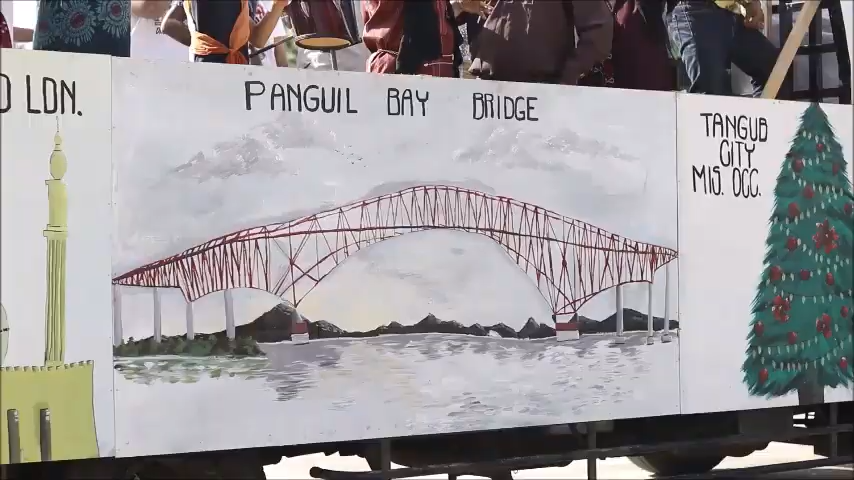 LDN.
PANGUIL BAY BRIDGE
TANGUB
CITY
MIS. OCC.